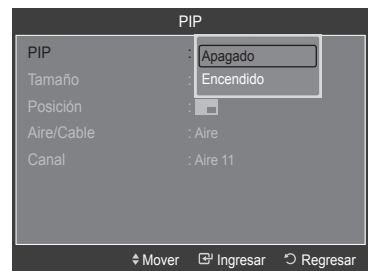 PIP
PIP : Apagado
Encendido
Tamaño :
Posición :
Aire/Cable : Aire
Canal : Aire 11
Mover Ingresar Regresar